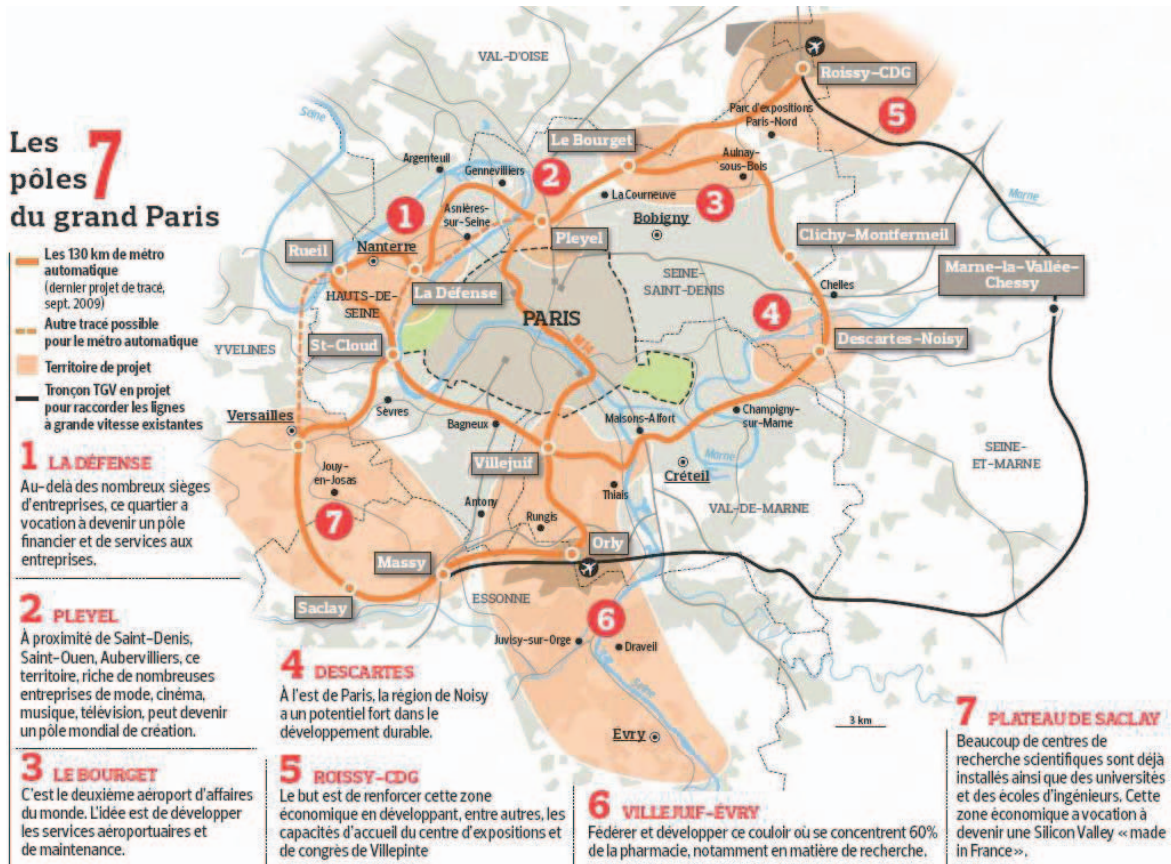 Les 7
pôles
du grand Paris
Les 130 km de métro
automatique
(dernier projet de tracé,
sept. 2009)
Autre tracé possible
pour le métro automatique
Territoire de projet
Tronçon TGV en projet
pour raccorder les lignes
à grande vitesse existantes
1 LA DÉFENSE
Au-delà des nombreux sièges
d'entreprises, ce quartier a
vocation à devenir un pôle
financier et de services aux
entreprises.
2 PLEYEL
À proximité de Saint-Denis,
Saint-Ouen, Aubervilliers, ce
territoire, riche de nombreuses
entreprises de mode, cinéma,
musique, télévision, peut devenir
un pôle mondial de création.
3 LE BOURGET
C'est le deuxième aéroport d'affaires
du monde. L'idée est de développer
les services aéroportuaires et
de maintenance.
4 DESCARTES
À l'est de Paris, la région de Noisy
a un potentiel fort dans le
développement durable.
5 ROISSY-CDG
Le but est de renforcer cette zone
économique en développant, entre autres, les
capacités d'accueil du centre d'expositions et
de congrès de Villepinte
6 VILLEJUIF-ÉVRY
Fédérer et développer ce couloir où se concentrent 60%
de la pharmacie, notamment en matière de recherche.
7 PLATEAU DE SACLAY
Beaucoup de centres de
recherche scientifiques sont déjà
installés ainsi que des universités
et des écoles d'ingénieurs. Cette
zone économique a vocation à
devenir une Silicon Valley « made
in France ».
VAL-D'OISE
Roissy-CDG
5
Seine
Parc d'expositions
Paris-Nord
Le Bourget
Argenteuil
Gennevilliers
2
Aulnay-
sous-Bois
La Courneuve
3
Marne
1
Asnières-
sur-Seine
Bobigny
Pleyel
Clichy-Montfermeil
Rueil
Nanterre
La Défense
SEINE-
SAINT-DENIS
Marne-la-Vallée-
Chessy
HAUTS-DE-
SEINE
Chelles
PARIS
4
St-Cloud
YVELINES
Descartes-Noisy
Sèvres
Versailles
Bagneux
Maisons-Alfort
Champigny-
sur-Marne
SEINE-
ET-MARNE
Villejuif
Marne
Créteil
Jouy-
en-Josas
Thiais
7
Antony
Rungis
VAL-DE-MARNE
Orly
Massy
Saclay
ESSONNE
6
Juvisy-sur-Orge
Draveil
Seine
Évry
3 km